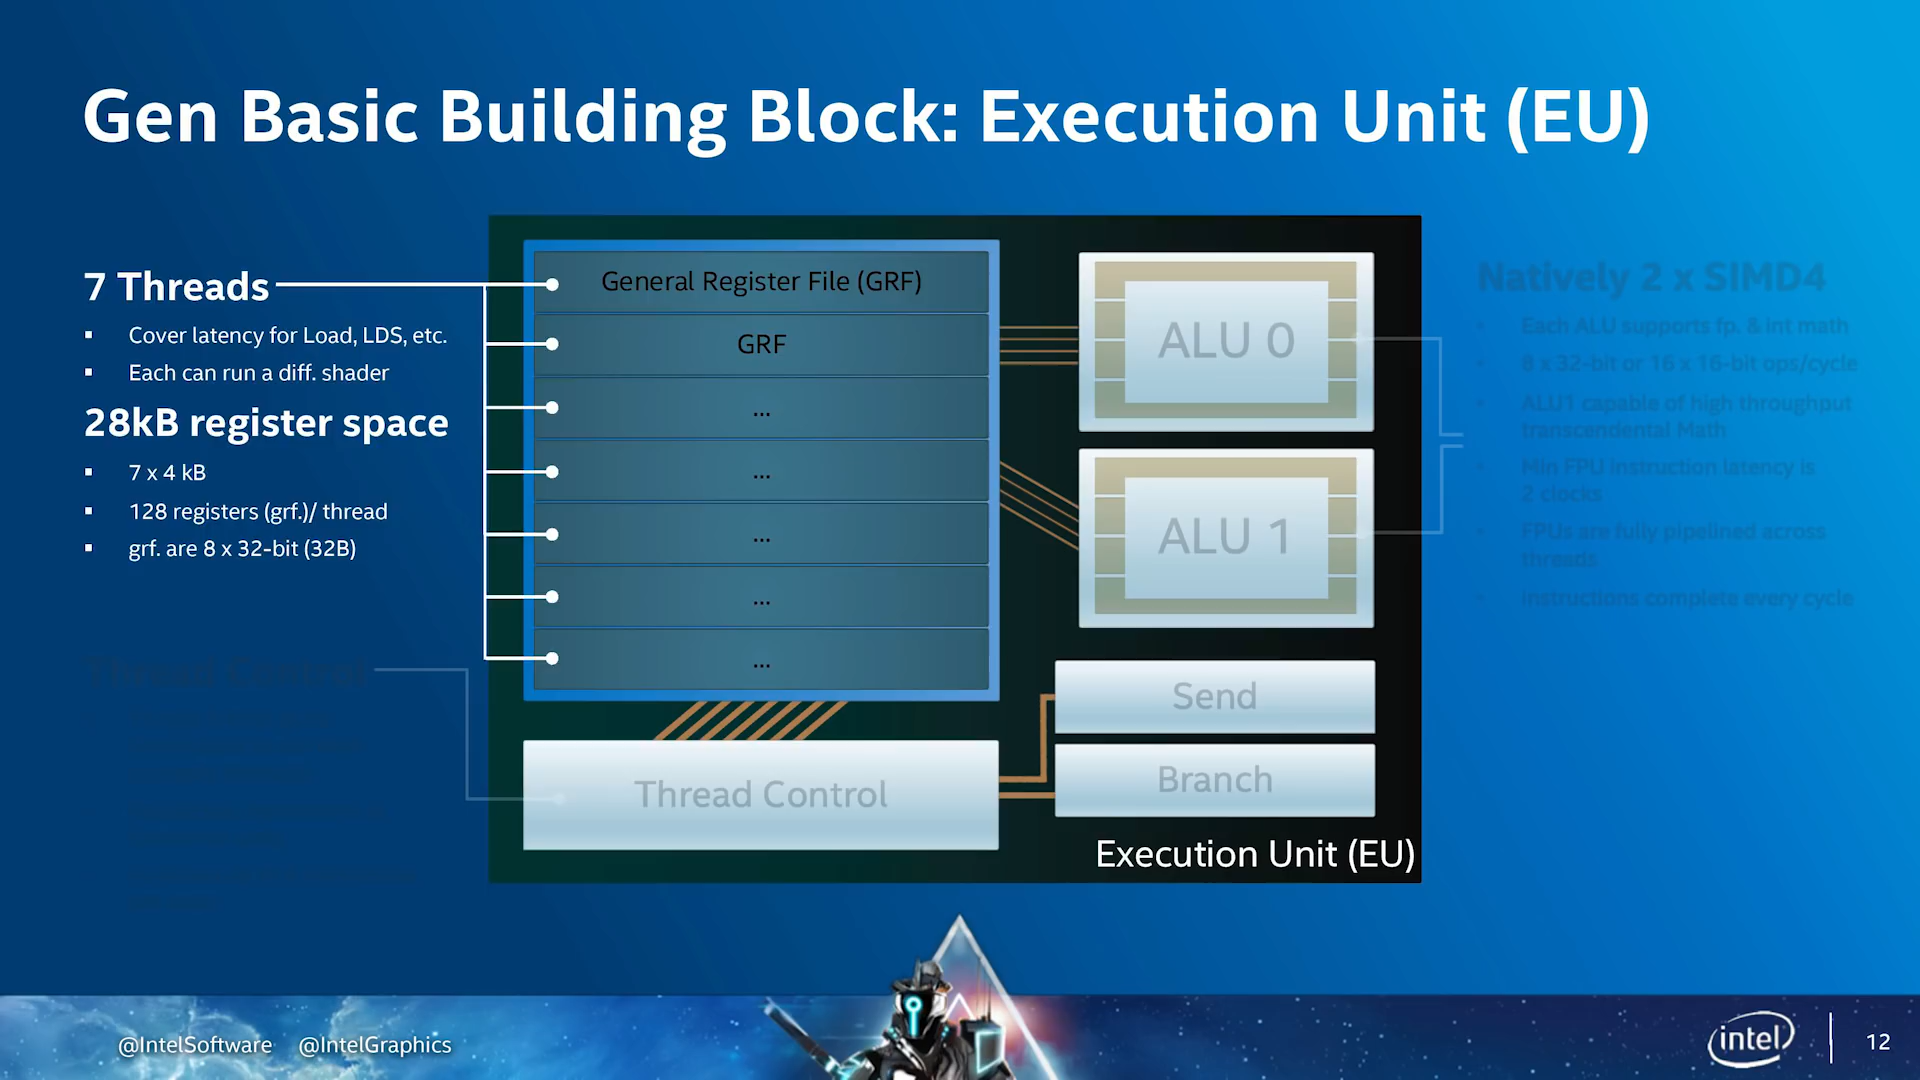 Gen Basic Building Block: Execution Unit (EU)
7 Threads
▪ Cover latency for Load, LDS, etc.
▪ Each can run a diff. shader
28kB register space
▪ 7 x 4 kB
▪ 128 registers (grf.)/ thread
▪ grf. are 8 x 32-bit (32B)
Thread Control
General Register File (GRF)
GRF
...
...
...
...
...
Thread Control
ALU 0
ALU 1
Send
Branch
Execution Unit (EU)
Natively 2 x SIMD4
Each ALU supports fp. & int math
8 x 32-bit or 16 x 16-bit ops/cycle
ALU1 capable of high throughput
transcendental Math
Min FPU instruction latency is
2 clocks
FPUs are fully pipelined across
threads
instructions complete every cycle
@IntelSoftware @IntelGraphics
intel
12